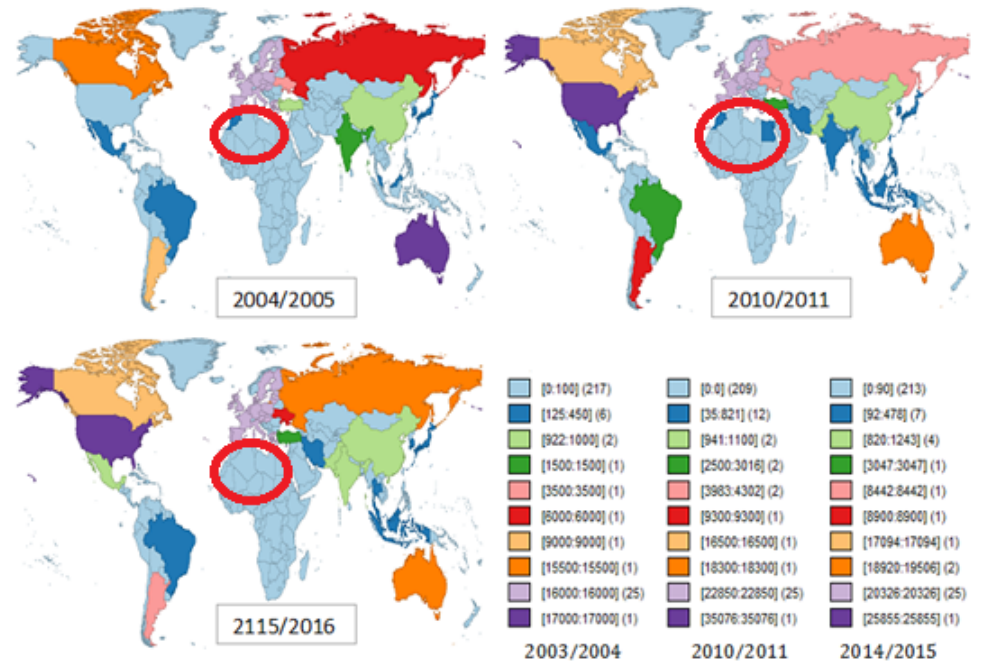 2004/2005
2010/2011
2115/2016
[0:100] (217) [0:0] (209) [0:90] (213)
[125:450] (6) [35:821] (12) [92:478] (7)
[922:1000] (2) [941:1100] (2) [820:1243] (4)
[1500:1500] (1) [2500:3016] (2) [3047:3047] (1)
[3500:3500] (1) [3983:4302] (2) [8442:8442] (1)
[6000:6000] (1) [9300:9300] (1) [8900:8900] (1)
[9000:9000] (1) [16500:16500] (1) [17094:17094] (1)
[15500:15500] (1) [18300:18300] (1) [18920:19506] (2)
[16000:16000] (25) [22850:22850] (25) [20326:20326] (25)
[17000:17000] (1) [35076:35076] (1) [25855:25855] (1)
2003/2004 2010/2011 2014/2015